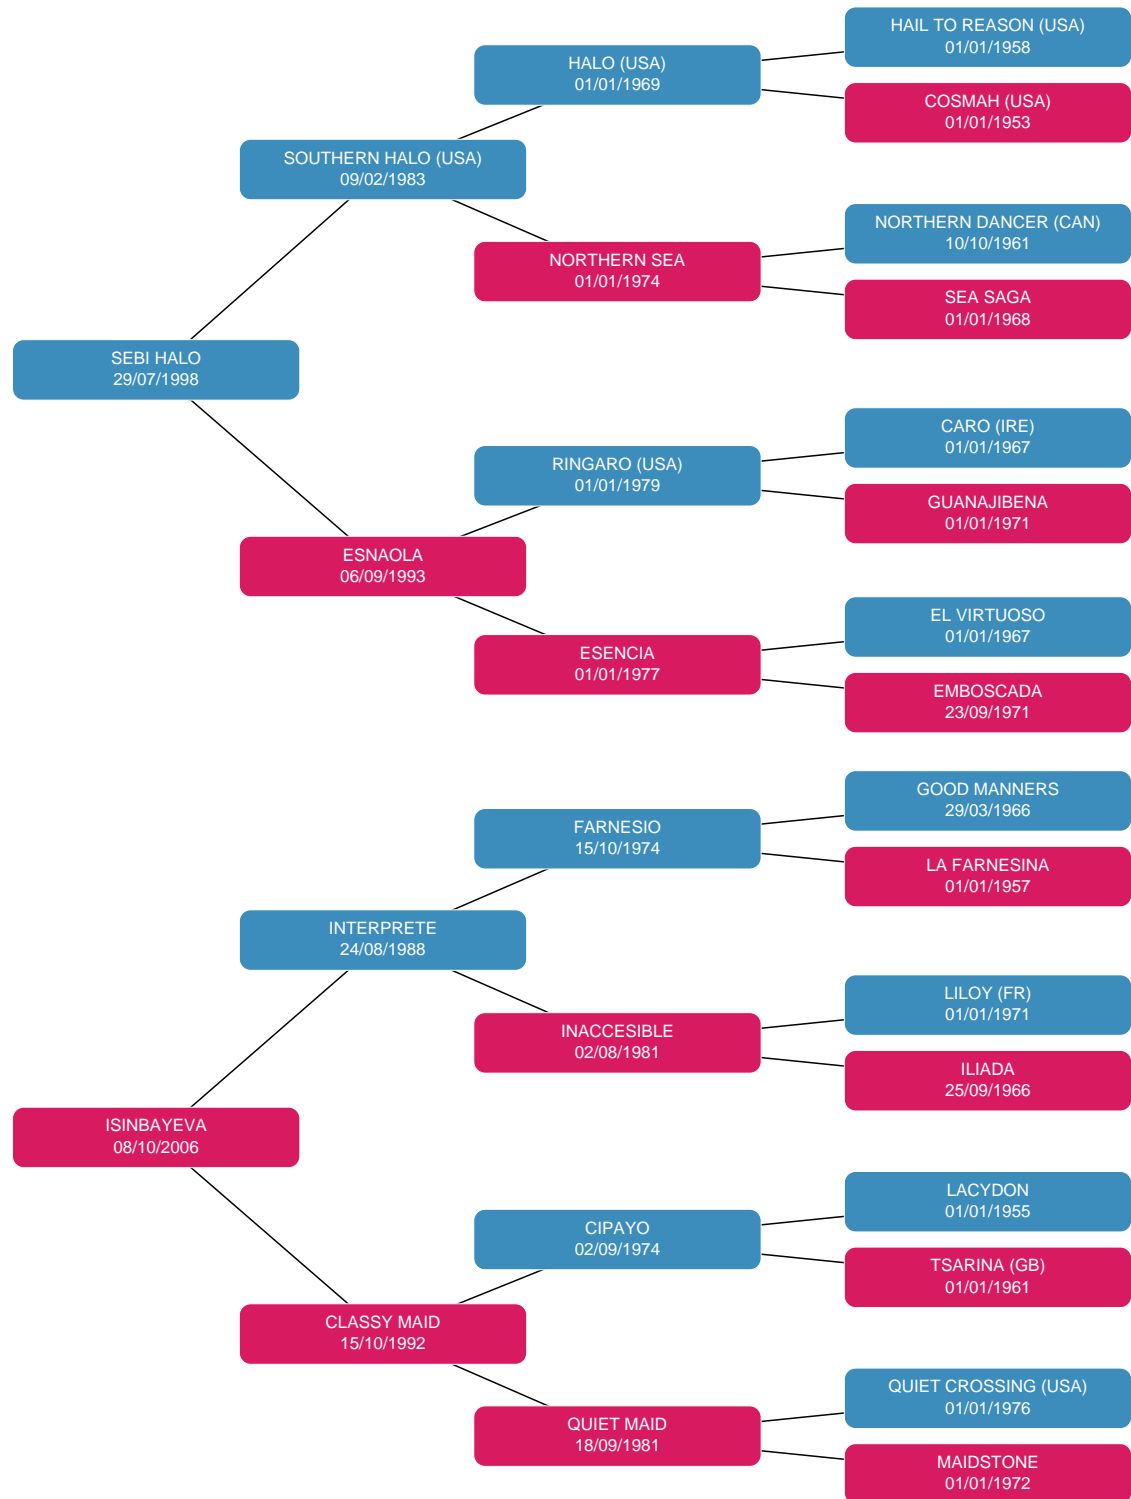 HAIL TO REASON (USA)
01/01/1958
HALO (USA)
01/01/1969
COSMAH (USA)
01/01/1953
SOUTHERN HALO (USA)
09/02/1983
NORTHERN DANCER (CAN)
10/10/1961
NORTHERN SEA
01/01/1974
SEA SAGA
01/01/1968
SEBI HALO
29/07/1998
CARO (IRE)
01/01/1967
RINGARO (USA)
01/01/1979
GUANAJIBENA
01/01/1971
ESNAOLA
06/09/1993
EL VIRTUOSO
01/01/1967
ESENCIA
01/01/1977
EMBOSCADA
23/09/1971
GOOD MANNERS
29/03/1966
FARNESIO
15/10/1974
LA FARNESINA
01/01/1957
INTERPRETE
24/08/1988
LILOY (FR)
01/01/1971
INACCESIBLE
02/08/1981
ILIADA
25/09/1966
ISINBAYEVA
08/10/2006
LACYDON
01/01/1955
CIPAYO
02/09/1974
TSARINA (GB)
01/01/1961
CLASSY MAID
15/10/1992
QUIET CROSSING (USA)
01/01/1976
QUIET MAID
18/09/1981
MAIDSTONE
01/01/1972